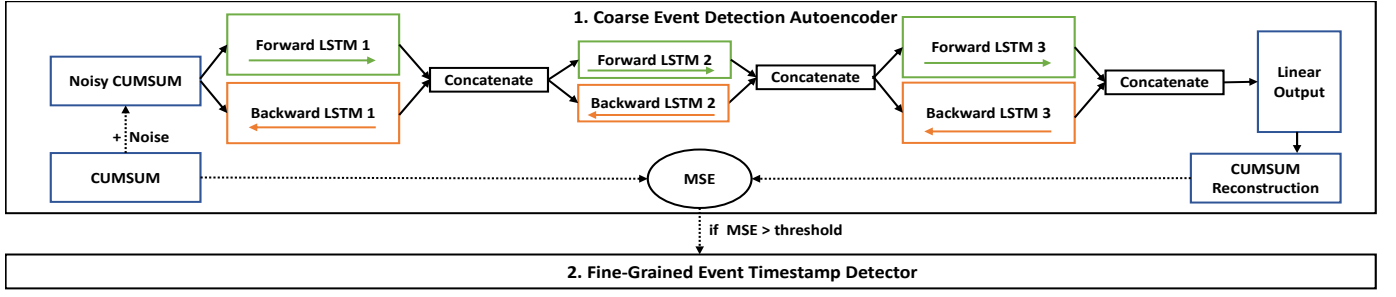 1. Coarse Event Detection Autoencoder
Forward LSTM 1
Forward LSTM 2
Forward LSTM 3
Noisy CUMSUM
Concatenate
Concatenate
Concatenate
Linear
Output
Backward LSTM 1
Backward LSTM 2
Backward LSTM 3
+ Noise
CUMSUM
MSE
CUMSUM
Reconstruction
if MSE > threshold
2. Fine-Grained Event Timestamp Detector